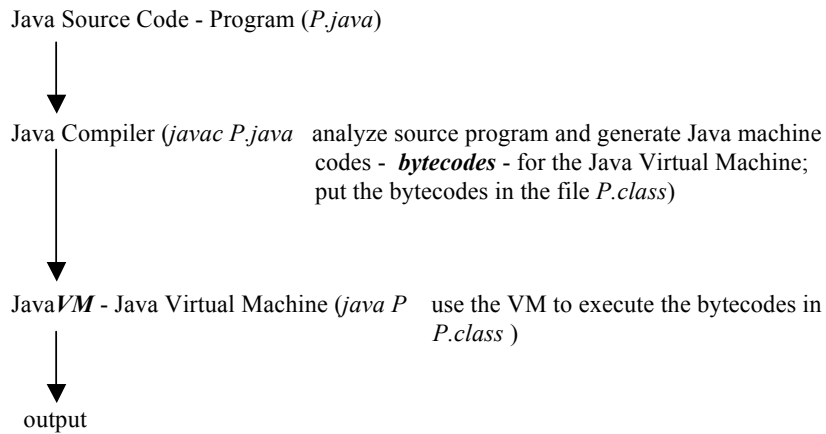 Java Source Code - Program (P.java)
Java Compiler (javac P.java analyze source program and generate Java machine
codes - bytecodes - for the Java Virtual Machine;
put the bytecodes in the file P.class)
JavaVM - Java Virtual Machine (java P use the VM to execute the bytecodes in
P.class )
output